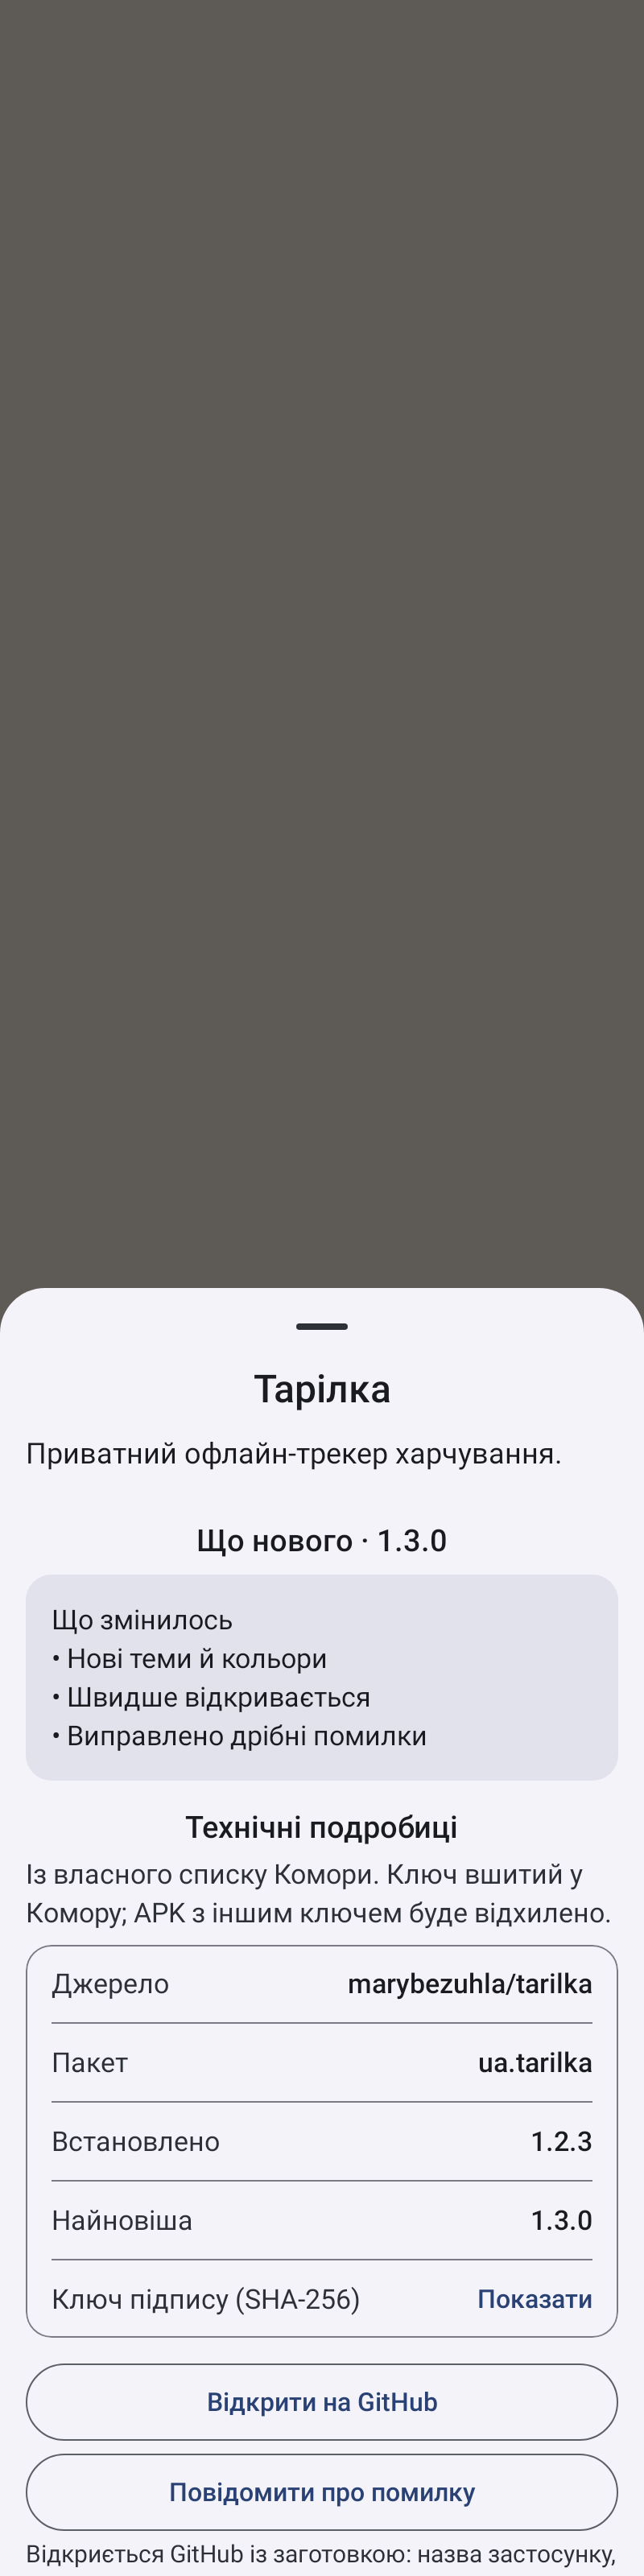 Тарілка
Приватний офлайн-трекер харчування.
Що нового · 1.3.0
Що змінилось
• Нові теми й кольори
• Швидше відкривається
• Виправлено дрібні помилки
Технічні подробиці
Із власного списку Комори. Ключ вшитий у
Комору; APK з іншим ключем буде відхилено.
Джерело marybezuhla/tarilka
Пакет ua.tarilka
Встановлено 1.2.3
Найновіша 1.3.0
Ключ підпису (SHA-256) Показати
Відкрити на GitHub
Повідомити про помилку
Відкриється GitHub із заготовкою: назва застосунку,